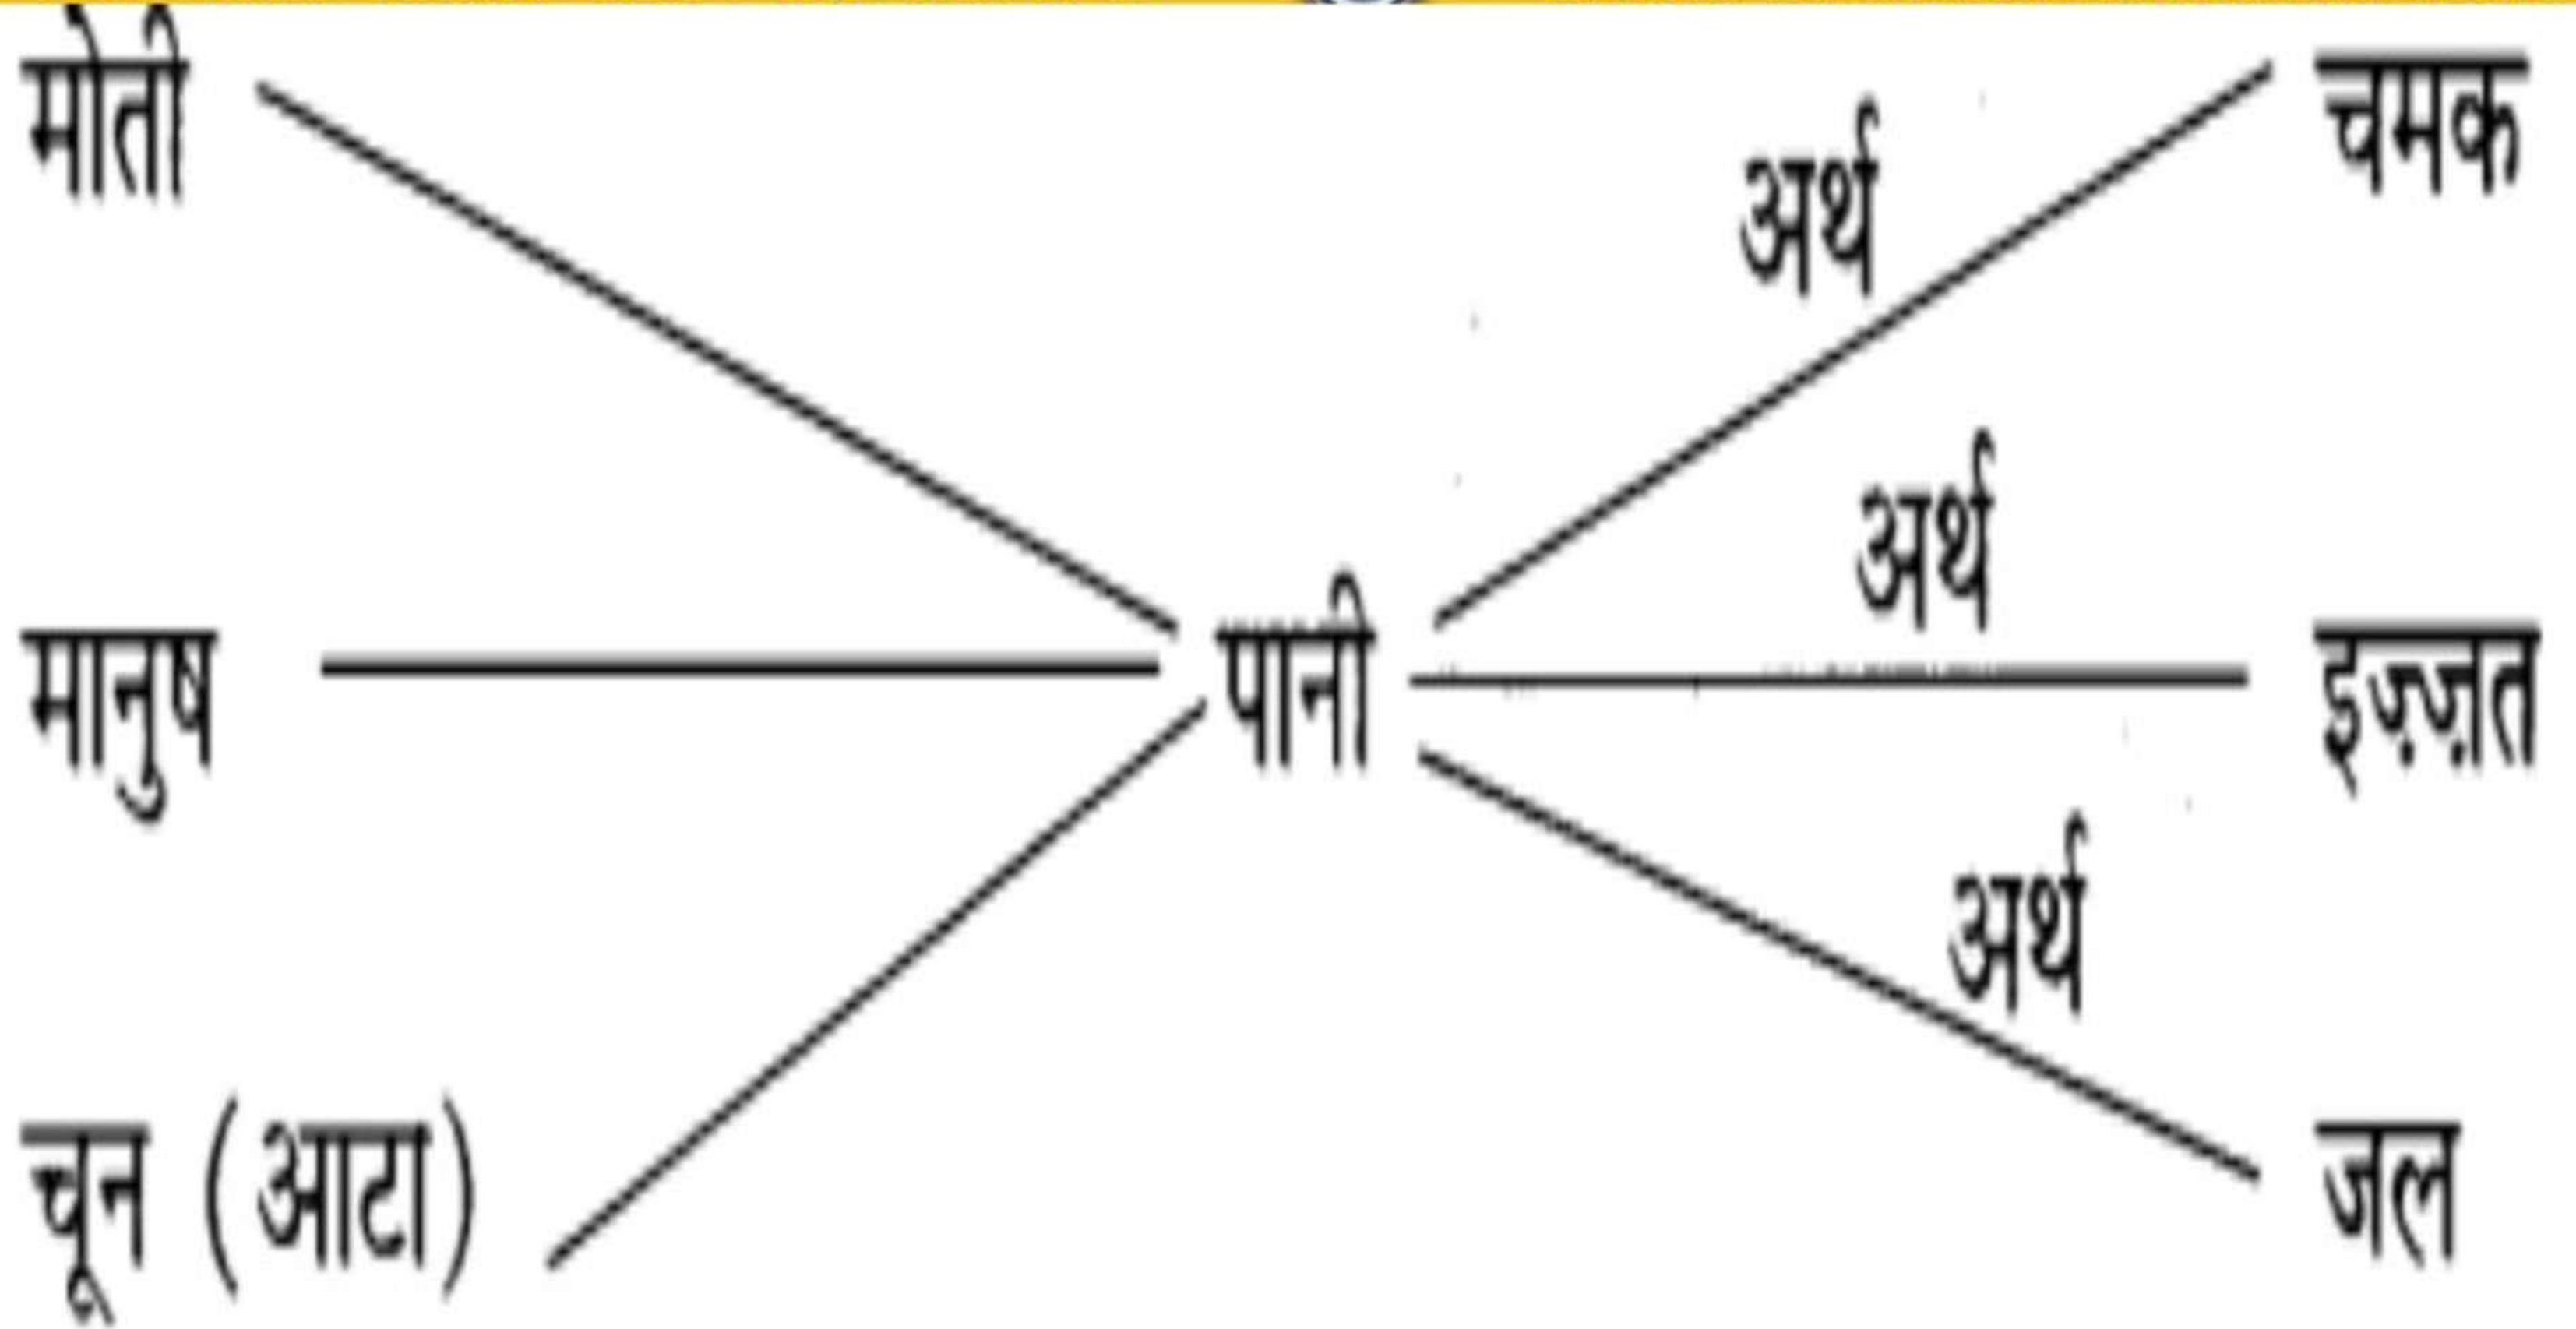 मोती
अर्थ
चमक
अर्थ
मानुष
पानी
इज़्ज़त
अर्थ
चून (आटा)
जल